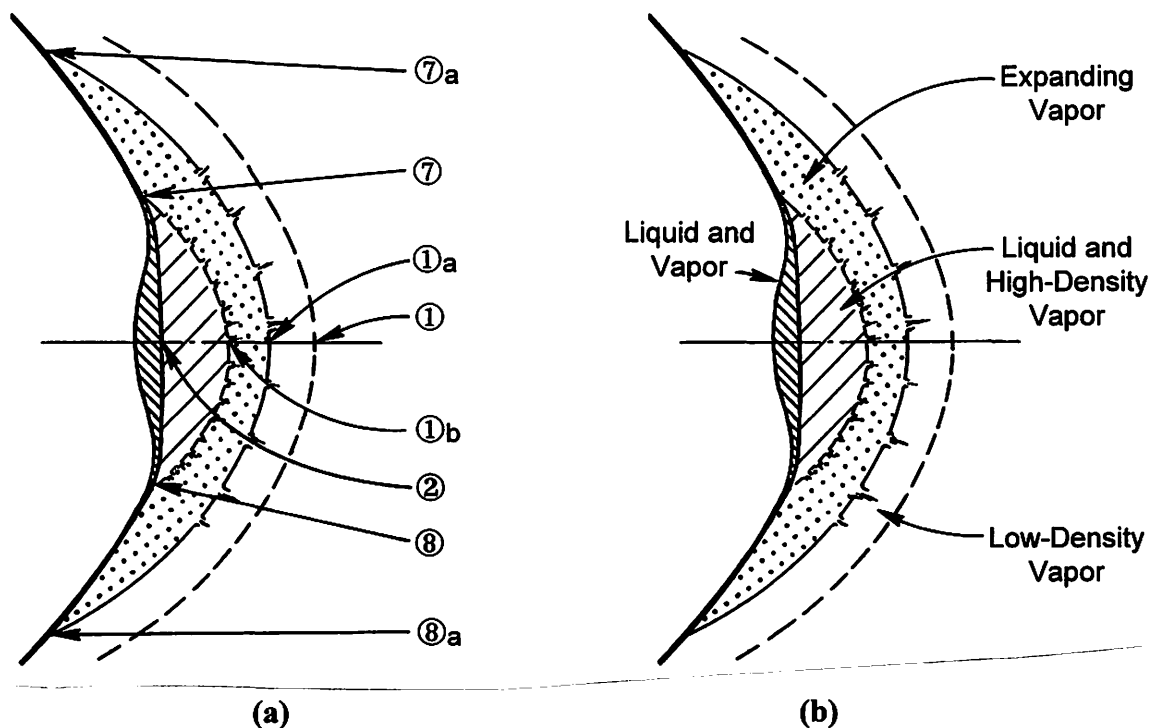 ⑦a
⑦
①a
①
①b
②
⑧
⑧a
(a)
Expanding
Vapor
Liquid and
Vapor
Liquid and
High-Density
Vapor
Low-Density
Vapor
(b)